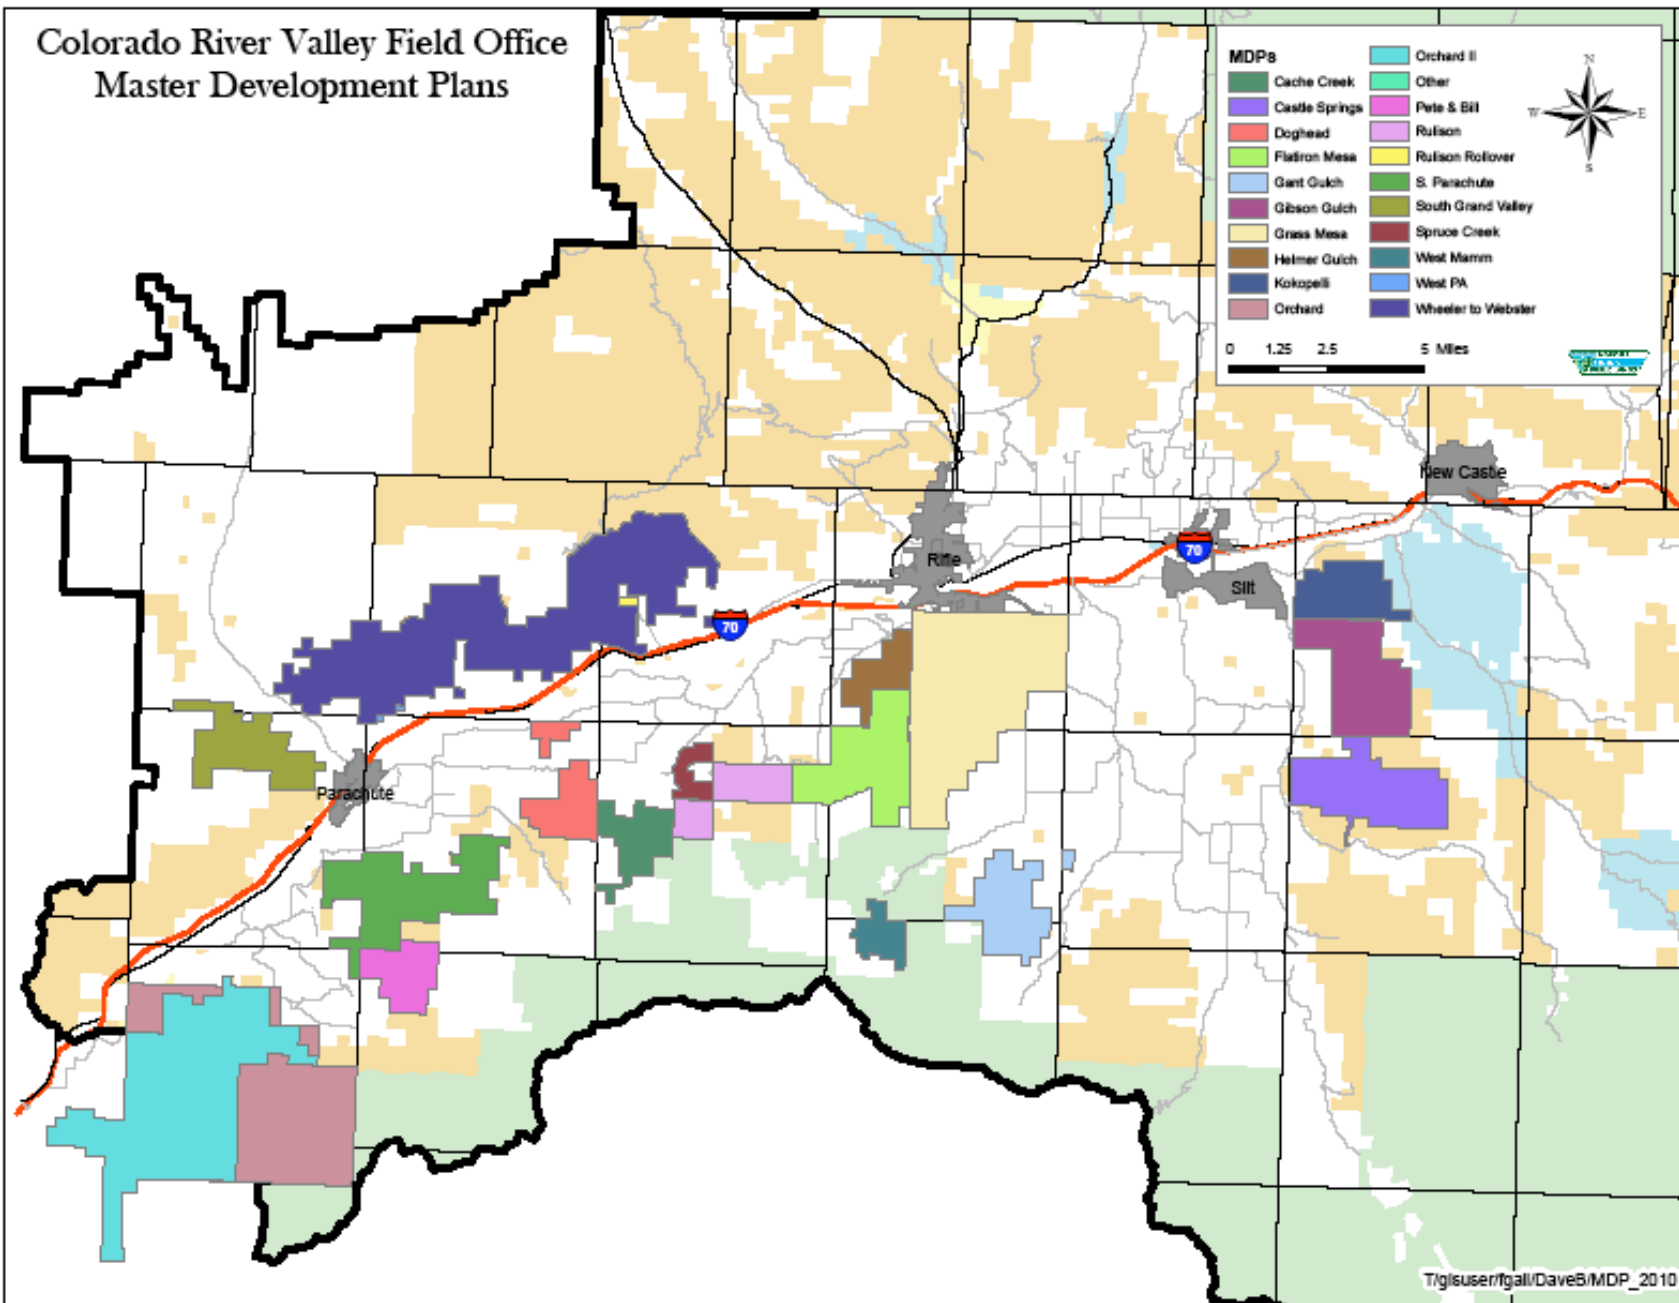 Colorado River Valley Field Office
Master Development Plans
MDPs
Cache Creek
Castle Springs
Doghead
Flatiron Mesa
Gant Gulch
Gibson Gulch
Grass Mesa
Helmer Gulch
Kokopelli
Orchard
Orchard II
Other
Pete & Bill
Rulison
Rulison Rollover
S. Parachute
South Grand Valley
Spruce Creek
West Mamm
West PA
Wheeler to Webster
N
W
E
S
0 1.25 2.5 5 Miles
New Castle
Rifle
70
Silt
70
Parachute
T/gisuser/fgall/DaveB/MDP_2010